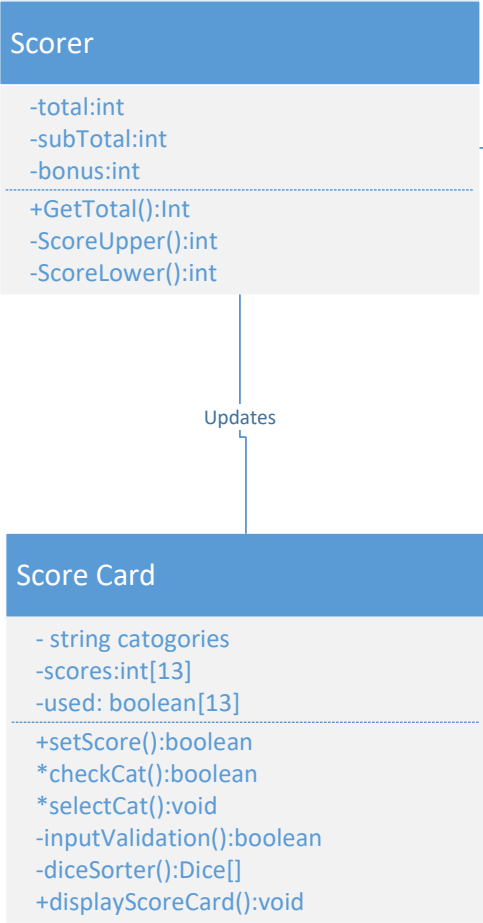 Scorer
-total:int
-subTotal:int
-bonus:int
+GetTotal():Int
-ScoreUpper():int
-ScoreLower():int
Updates
Score Card
- string catogories
-scores:int[13]
-used: boolean[13]
+setScore():boolean
*checkCat():boolean
*selectCat():void
-inputValidation():boolean
-diceSorter():Dice[]
+displayScoreCard():void